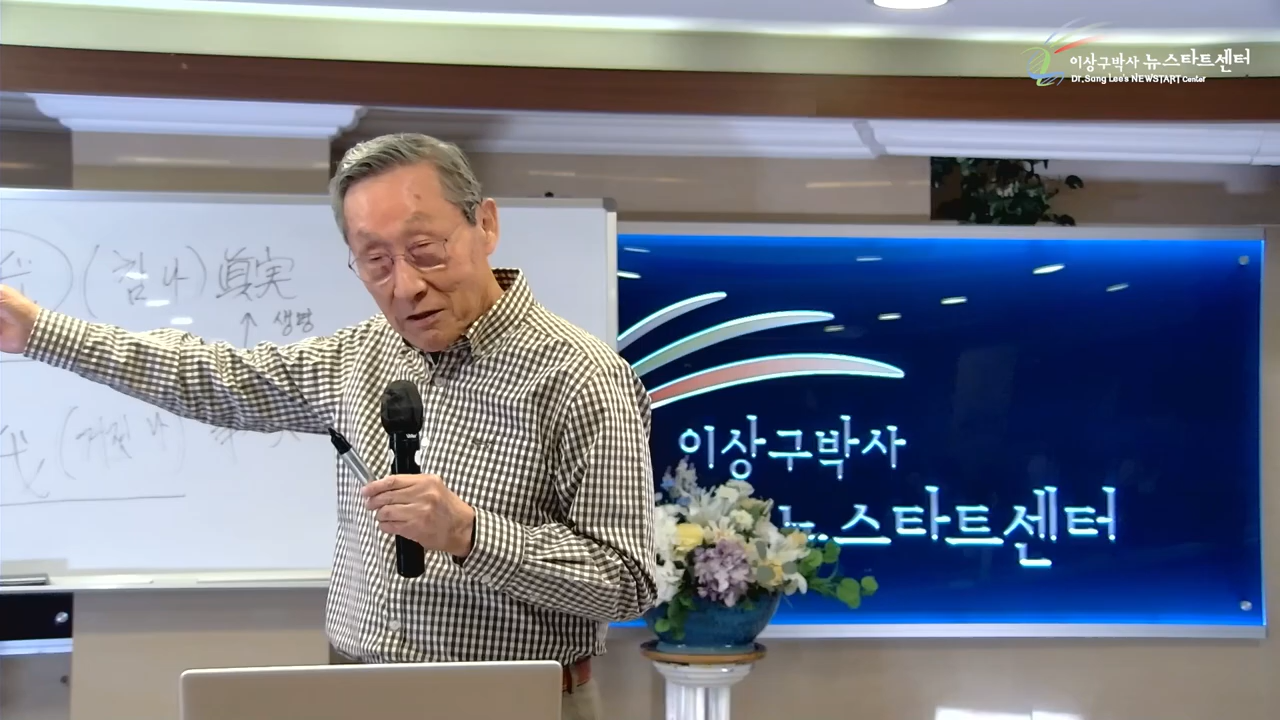 이상구박사 뉴스타트센터
Dr. Sang Lee's NEWSTART Center
(참나) 眞実
↑ 생명
이상구박사
뉴스타트센터